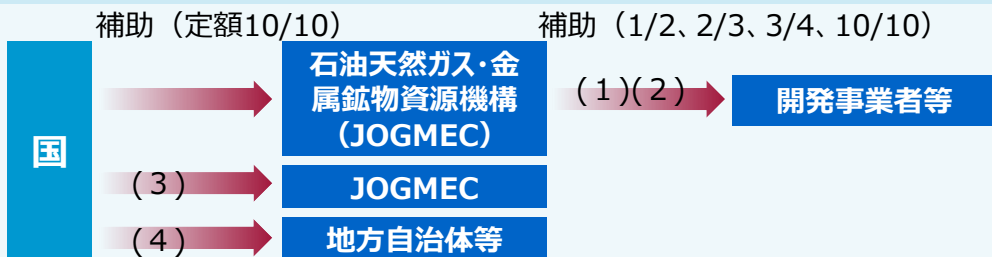 補助（定額10/10）
補助（1/2、2/3、3/4、10/10）
国
石油天然ガス・金
属鉱物資源機構
（JOGMEC）
(１)(２)
開発事業者等
(３)
JOGMEC
(４)
地方自治体等